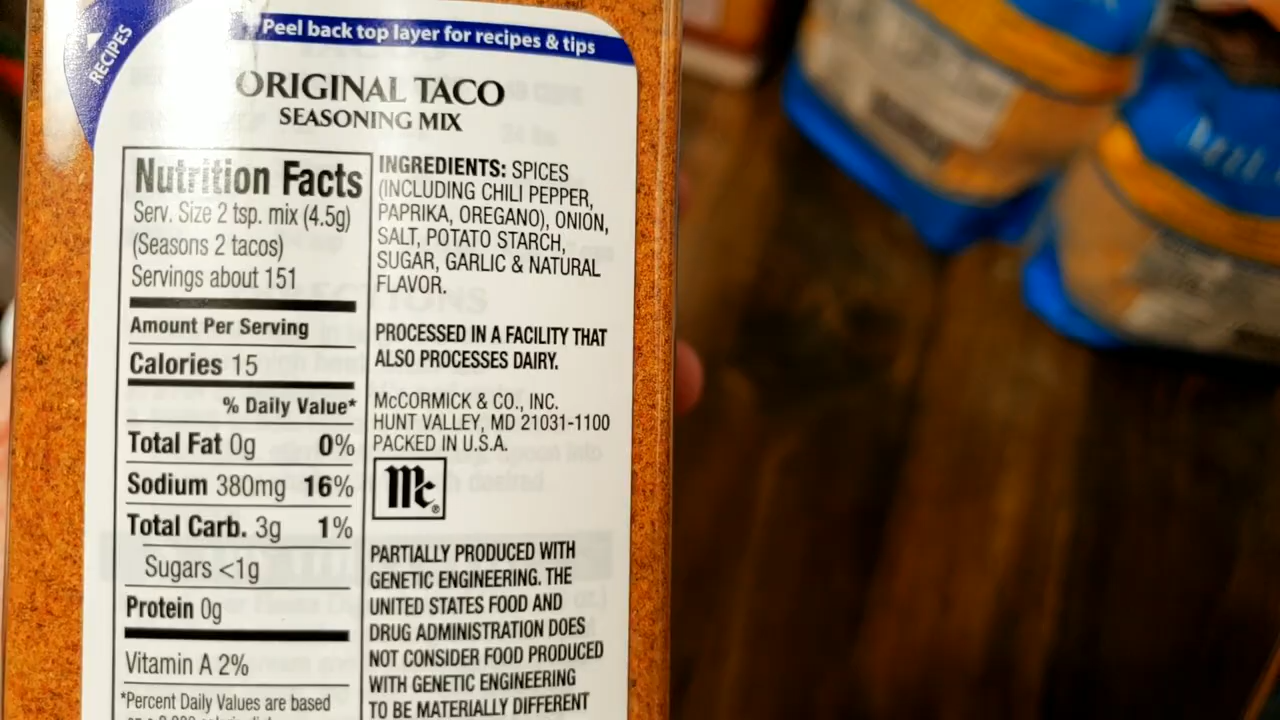 RECIPES
Peel back top layer for recipes & tips
ORIGINAL TACO
SEASONING MIX
Nutrition Facts
Serv. Size 2 tsp. mix (4.5g)
(Seasons 2 tacos)
Servings about 151
Amount Per Serving
Calories 15
% Daily Value*
Total Fat 0g 0%
Sodium 380mg 16%
Total Carb. 3g 1%
Sugars <1g
Protein 0g
Vitamin A 2%
*Percent Daily Values are based
INGREDIENTS: SPICES
(INCLUDING CHILI PEPPER,
PAPRIKA, OREGANO), ONION,
SALT, POTATO STARCH,
SUGAR, GARLIC & NATURAL
FLAVOR.
PROCESSED IN A FACILITY THAT
ALSO PROCESSES DAIRY.
McCORMICK & CO., INC.
HUNT VALLEY, MD 21031-1100
PACKED IN U.S.A.
Mc®
PARTIALLY PRODUCED WITH
GENETIC ENGINEERING. THE
UNITED STATES FOOD AND
DRUG ADMINISTRATION DOES
NOT CONSIDER FOOD PRODUCED
WITH GENETIC ENGINEERING
TO BE MATERIALLY DIFFERENT